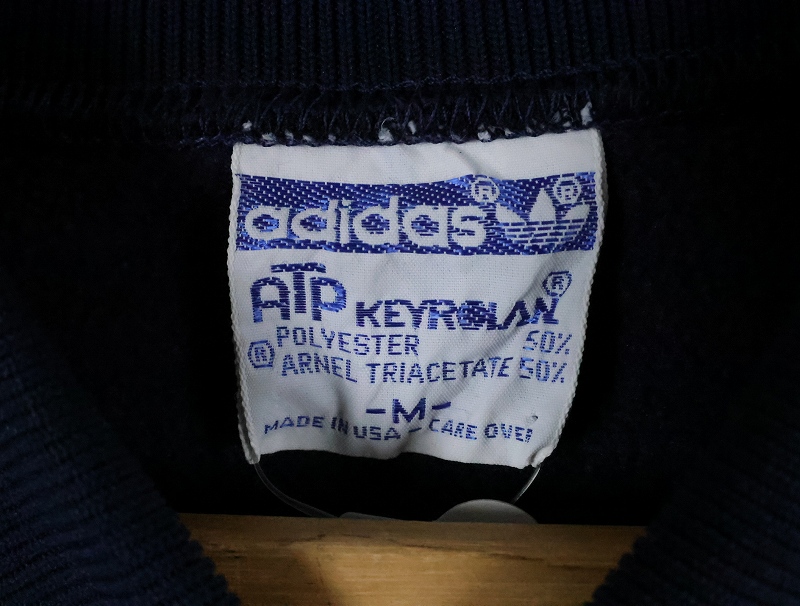 adidas®
ATP KEYROLAN®
POLYESTER 50%
® ARNEL TRIACETATE 50%
-M-
MADE IN USA - CARE OVER